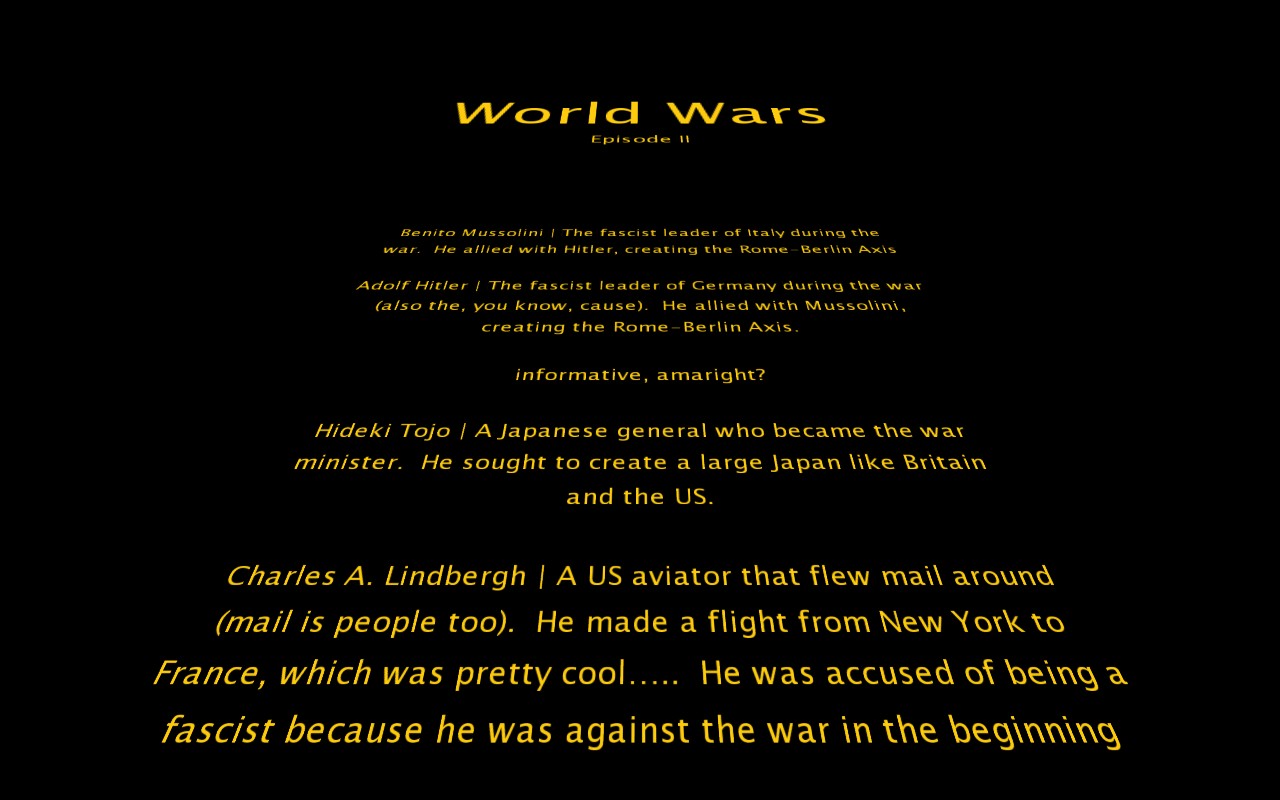 World Wars
Episode II
Benito Mussolini | The fascist leader of Italy during the
war.  He allied with Hitler, creating the Rome-Berlin Axis
Adolf Hitler | The fascist leader of Germany during the war
(also the, you know, cause).  He allied with Mussolini,
creating the Rome-Berlin Axis.
informative, amaright?
Hideki Tojo | A Japanese general who became the war
minister.  He sought to create a large Japan like Britain
and the US.
Charles A. Lindbergh | A US aviator that flew mail around
(mail is people too).  He made a flight from New York to
France, which was pretty cool.....  He was accused of being a
fascist because he was against the war in the beginning